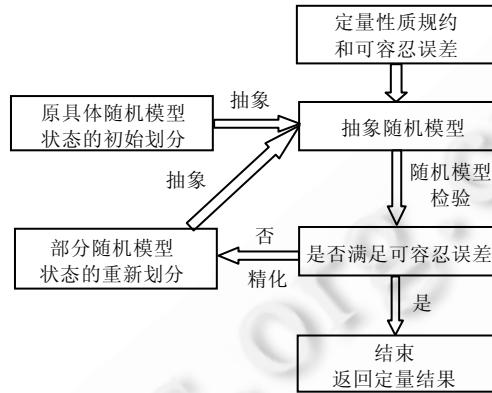 定量性质规约
和可容忍误差
原具体随机模型
状态的初始划分
抽象
抽象随机模型
抽象
随机模型
检验
部分随机模型
状态的重新划分
否
精化
是否满足可容忍误差
是
结束
返回定量结果